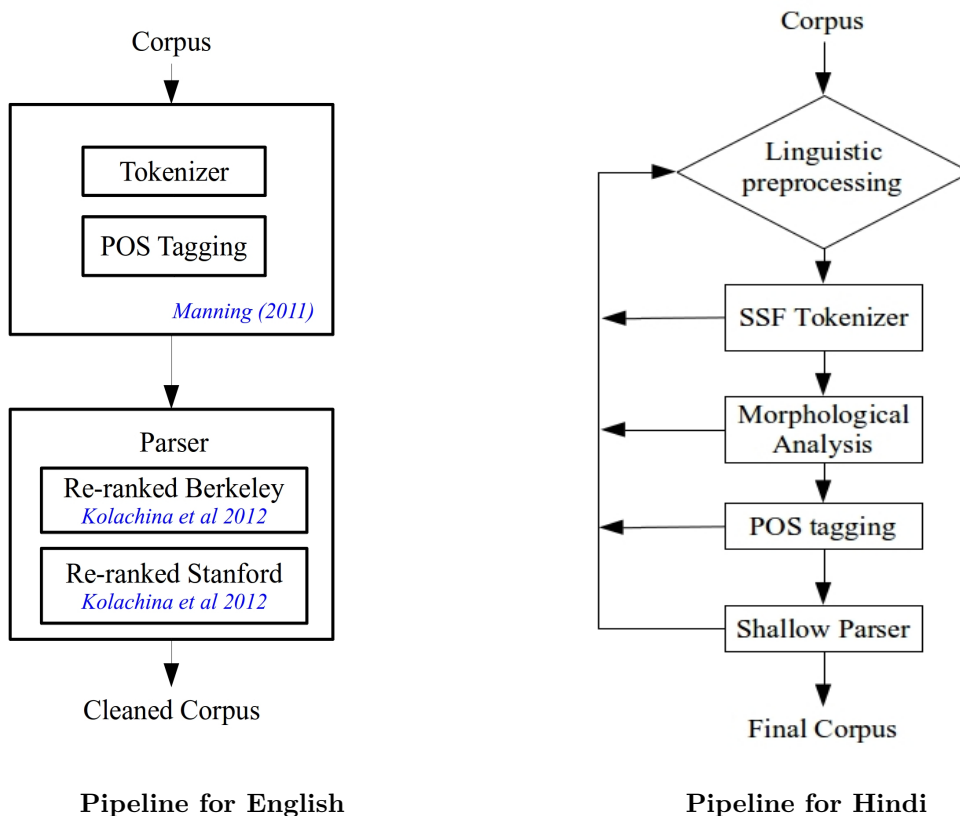 Corpus
Tokenizer
POS Tagging
Manning (2011)
Parser
Re-ranked Berkeley
Kolachina et al 2012
Re-ranked Stanford
Kolachina et al 2012
Cleaned Corpus
Pipeline for English
Corpus
Linguistic
preprocessing
SSF Tokenizer
Morphological
Analysis
POS tagging
Shallow Parser
Final Corpus
Pipeline for Hindi